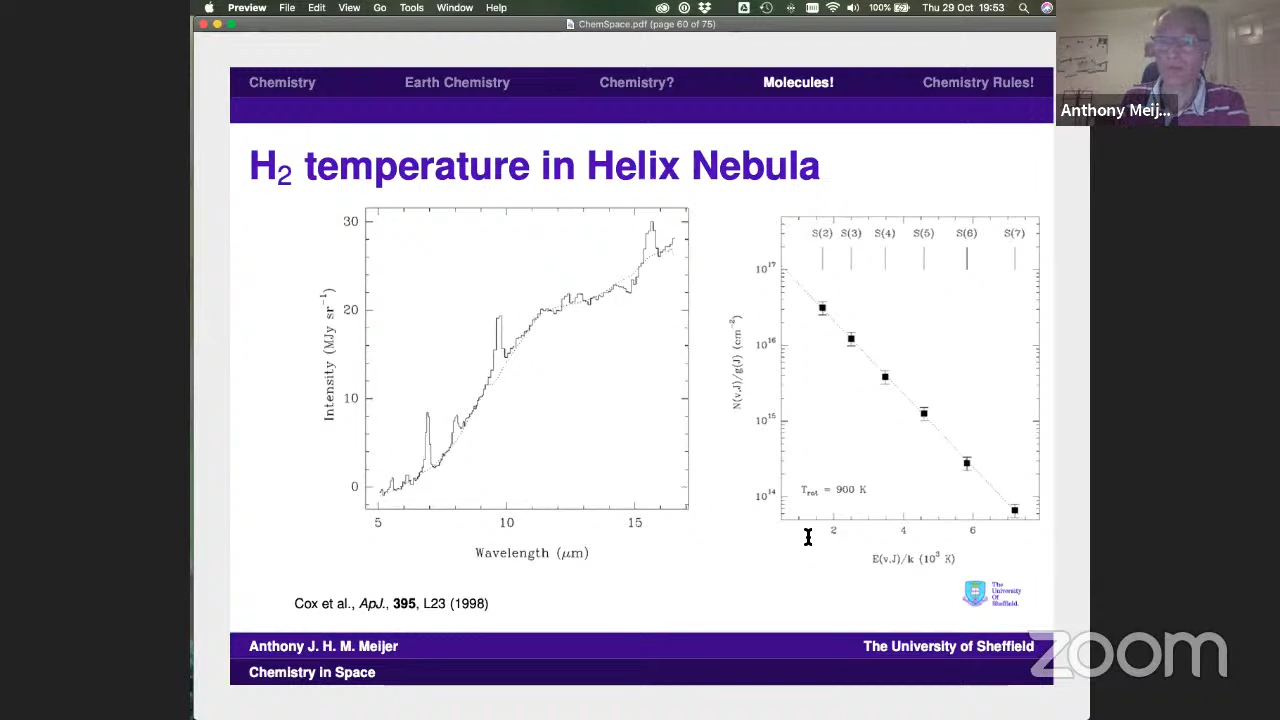 Preview File Edit View Go Tools Window Help
100% Thu 29 Oct 19:53
ChemSpace.pdf (page 60 of 75)
Anthony Meij...
Chemistry Earth Chemistry Chemistry? Molecules! Chemistry Rules!
H2 temperature in Helix Nebula
30
20
10
0
5 10 15
Intensity (MJy sr−1)
Wavelength (μm)
S(2) S(3) S(4) S(5) S(6) S(7)
10^17
10^16
10^15
10^14
N(v,J)/g(J) (cm−2)
Trot = 900 K
2 4 6
E(v,J)/k (10^3 K)
The
University
Of
Sheffield.
Cox et al., ApJ., 395, L23 (1998)
Anthony J. H. M. Meijer The University of Sheffield
Chemistry in Space
zoom